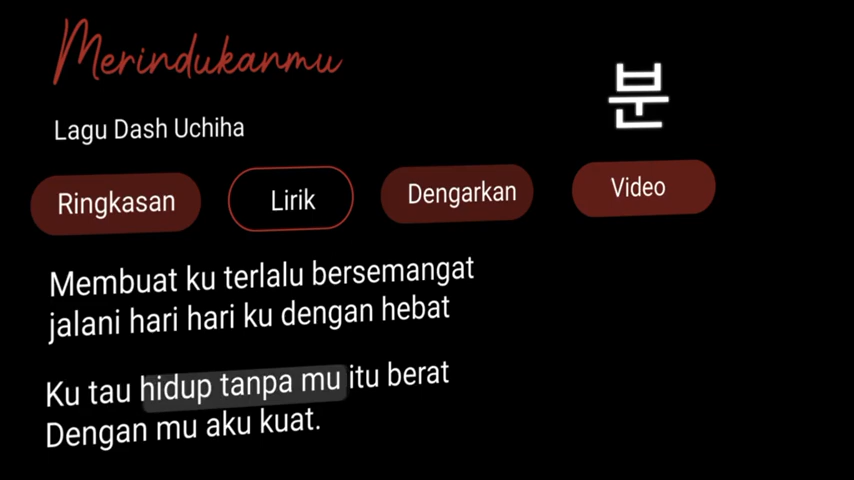 Merindukanmu
분
Lagu Dash Uchiha
Ringkasan
Lirik
Dengarkan
Video
Membuat ku terlalu bersemangat
jalani hari hari ku dengan hebat
Ku tau hidup tanpa mu itu berat
Dengan mu aku kuat.